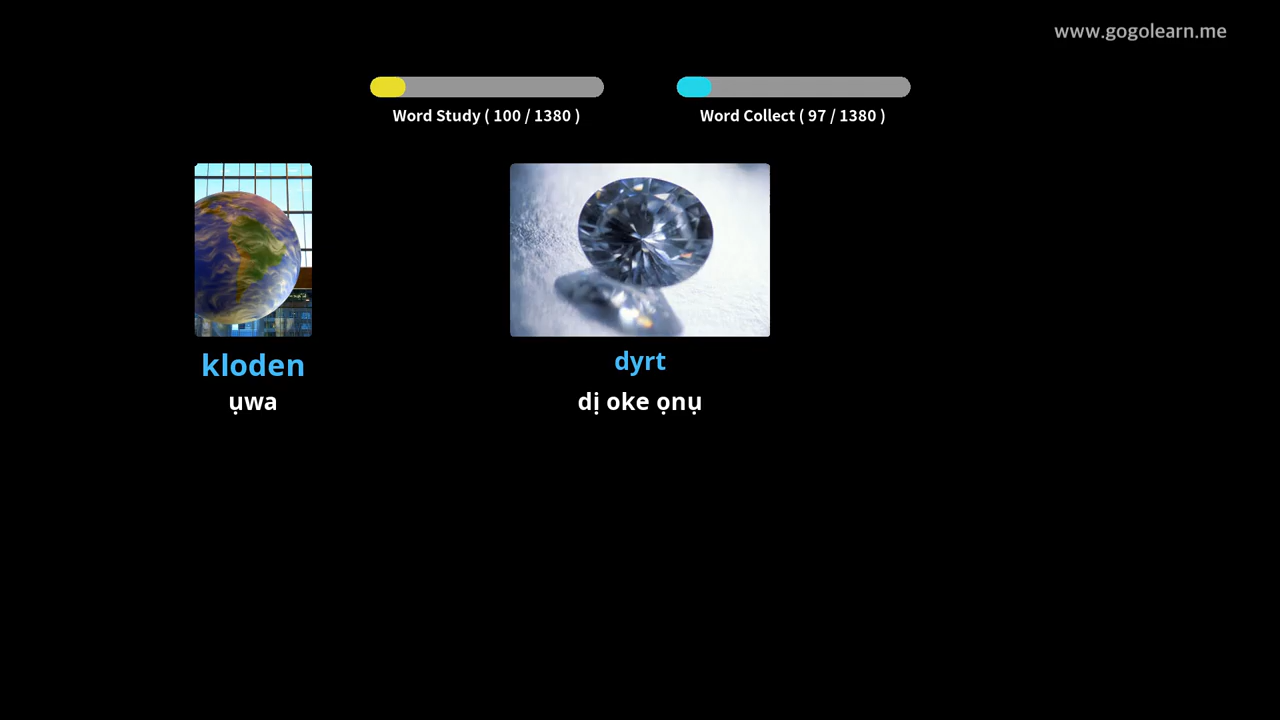 www.gogolearn.me
Word Study ( 100 / 1380 )
Word Collect ( 97 / 1380 )
kloden
ụwa
dyrt
dị oke ọnụ